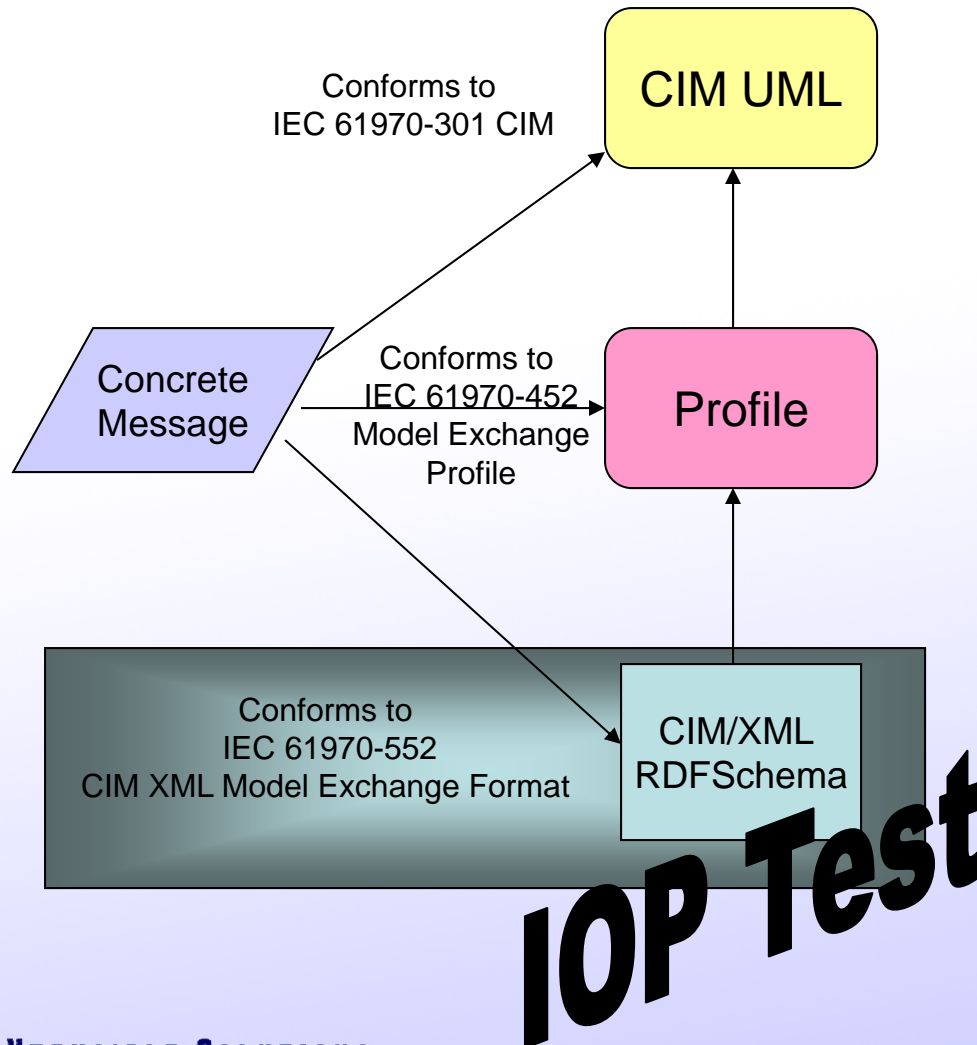 CIM UML
Conforms to
IEC 61970-301 CIM
Concrete
Message
Conforms to
IEC 61970-452
Model Exchange
Profile
Profile
Conforms to
IEC 61970-552
CIM XML Model Exchange Format
CIM/XML
RDFSchema
IOP Test